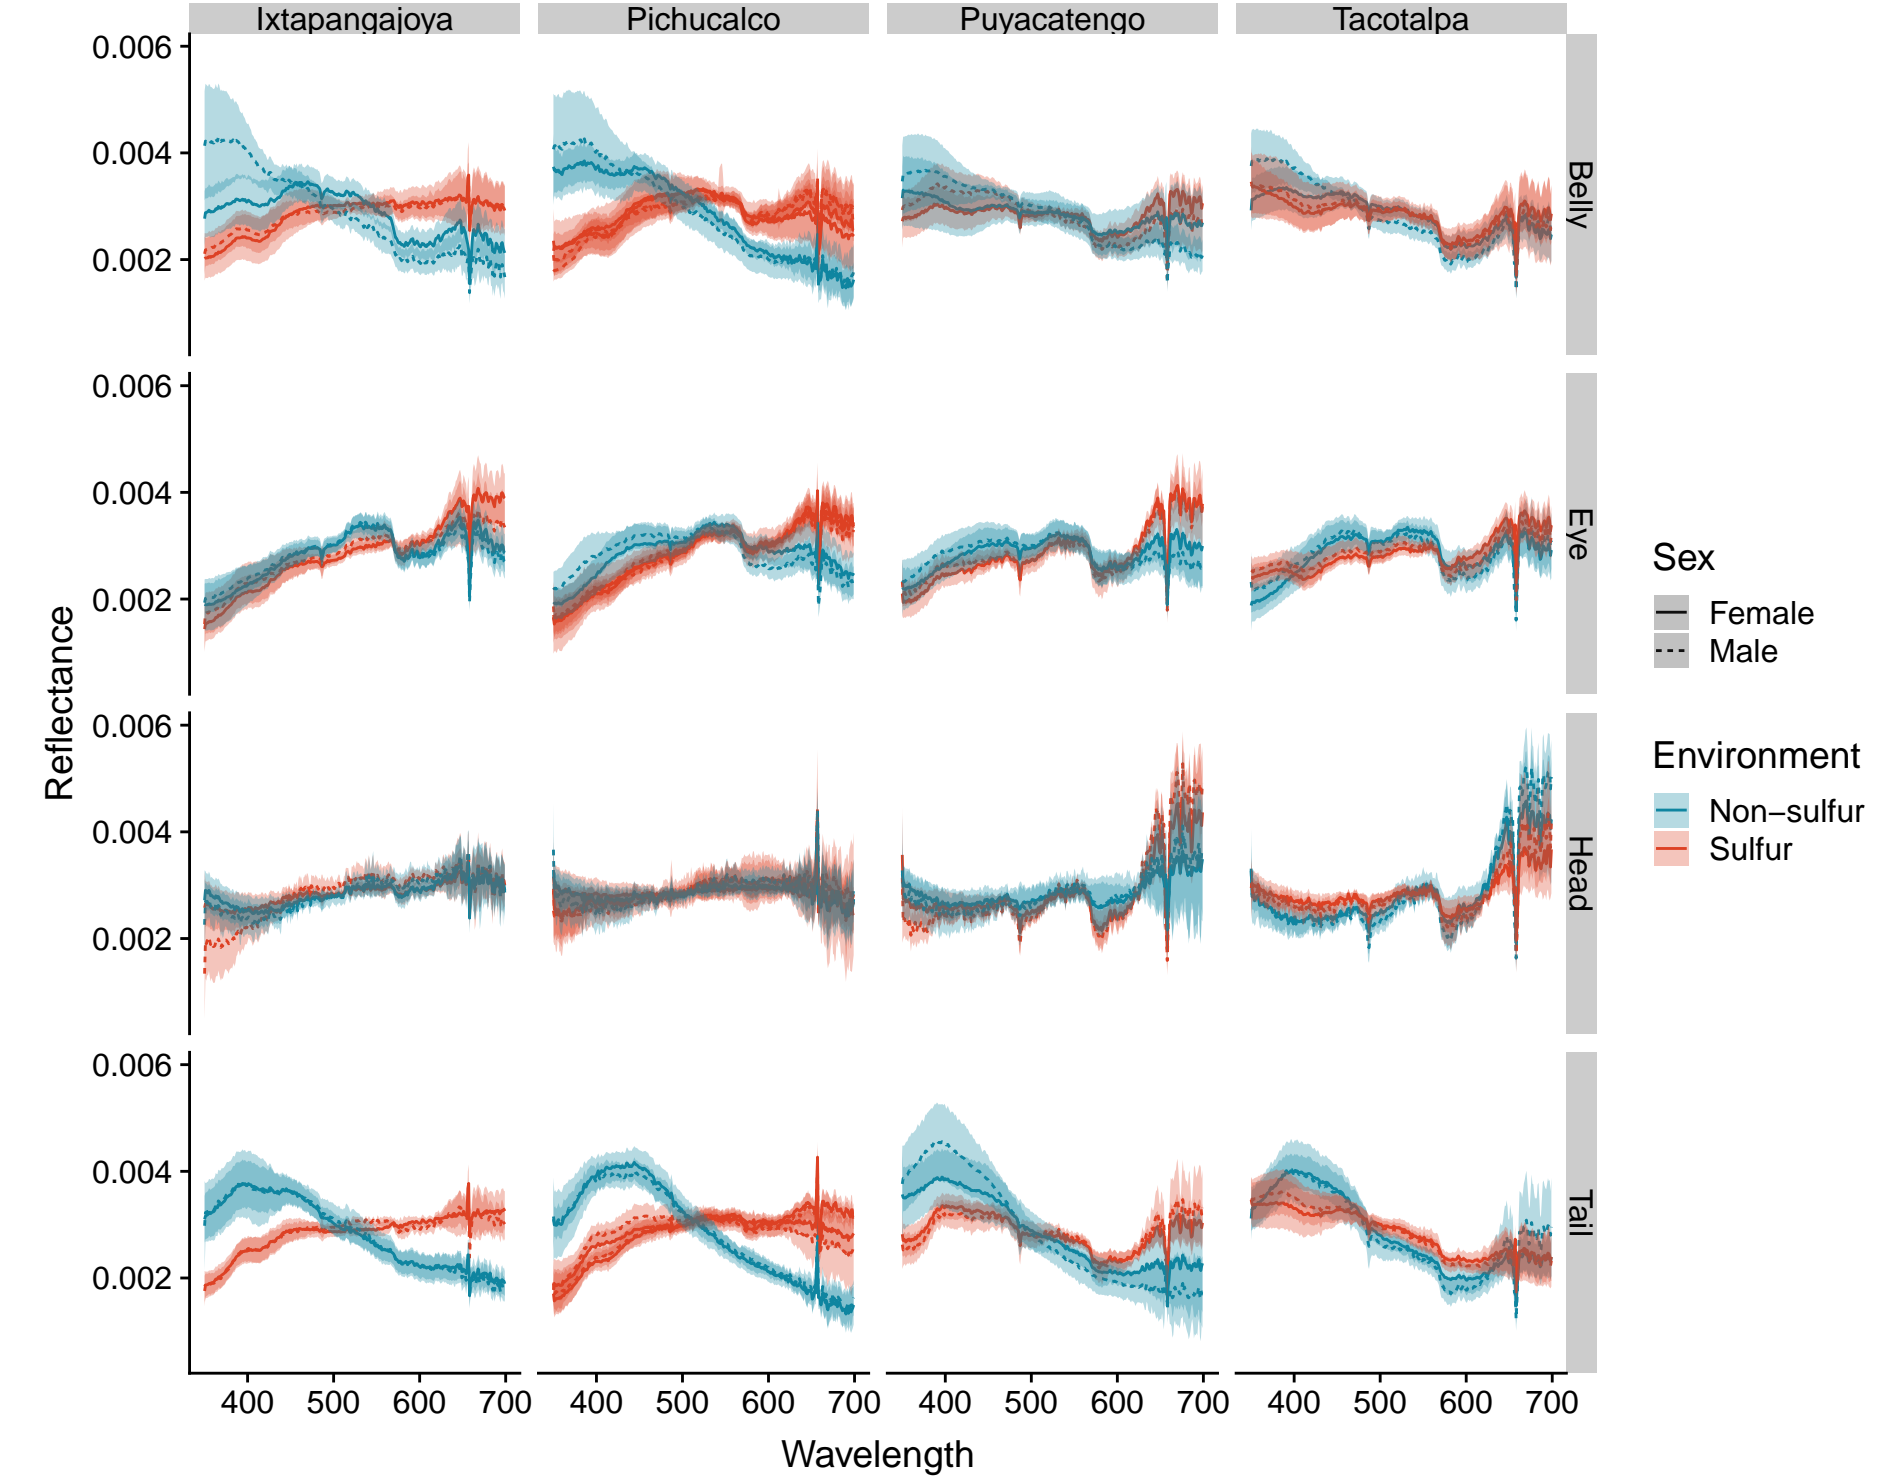 Ixtapangajoya Pichucalco Puyacatengo Tacotalpa
0.006
0.004
0.002
Belly
0.006
0.004
0.002
Eye
0.006
0.004
0.002
Head
0.006
0.004
0.002
Tail
400 500 600 700 400 500 600 700 400 500 600 700 400 500 600 700
Wavelength
Reflectance
Sex
Female
Male
Environment
Non−sulfur
Sulfur